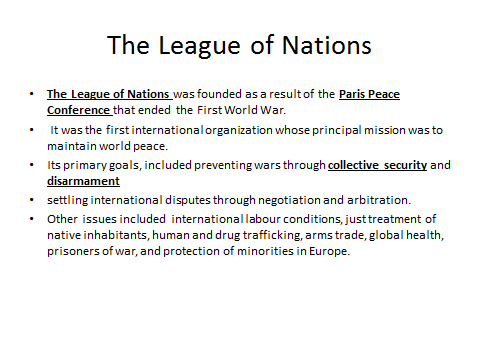 The League of Nations
• The League of Nations was founded as a result of the Paris Peace
Conference that ended the First World War.
• It was the first international organization whose principal mission was to
maintain world peace.
• Its primary goals, included preventing wars through collective security and
disarmament
• settling international disputes through negotiation and arbitration.
• Other issues included international labour conditions, just treatment of
native inhabitants, human and drug trafficking, arms trade, global health,
prisoners of war, and protection of minorities in Europe.